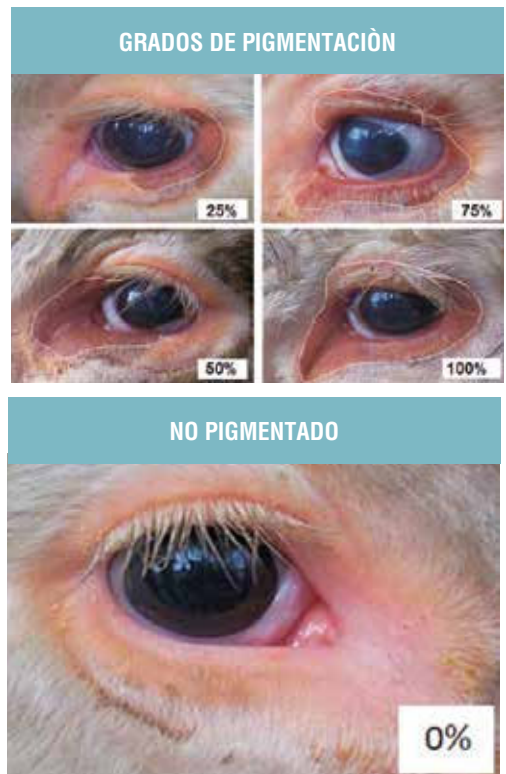 GRADOS DE PIGMENTACIÒN
25%
75%
50%
100%
NO PIGMENTADO
0%